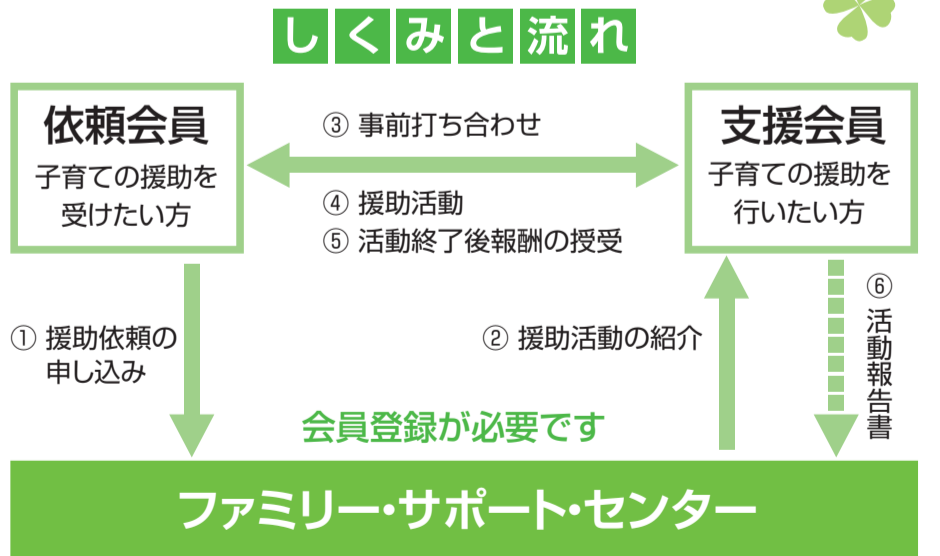 しくみと流れ
依頼会員
子育ての援助を
受けたい方
③ 事前打ち合わせ
④ 援助活動
⑤ 活動終了後報酬の授受
支援会員
子育ての援助を
行いたい方
① 援助依頼の
申し込み
② 援助活動の紹介
⑥ 活動報告書
会員登録が必要です
ファミリー・サポート・センター